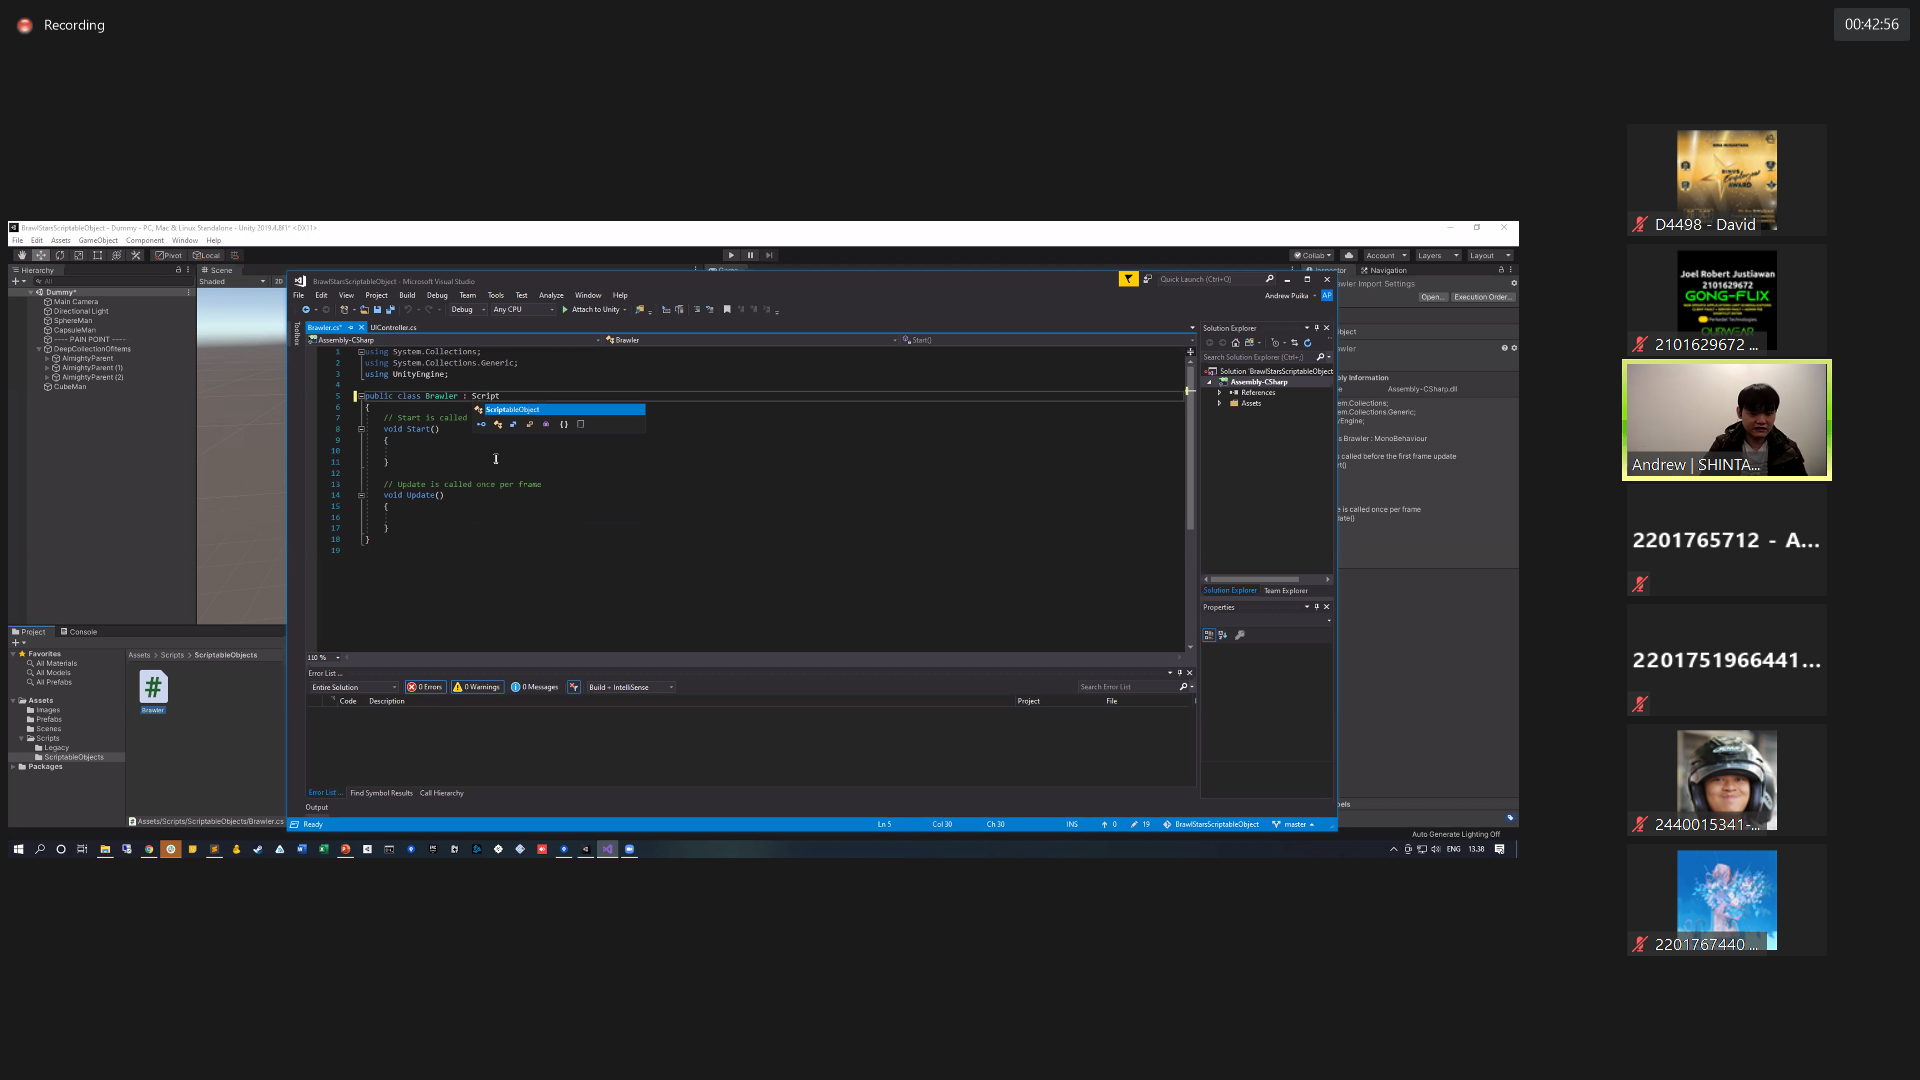 Recording
00:42:56
BrawlStarsScriptableObject - Dummy - PC, Mac & Linux Standalone - Unity 2019.4.8f1* <DX11>
File Edit Assets GameObject Component Window Help
Pivot Local
Collab Account Layers Layout
Hierarchy
Scene
Inspector Navigation
All
Shaded 2D
Dummy*
Main Camera
Directional Light
SphereMan
CapsuleMan
---- PAIN POINT ----
DeepCollectionOfItems
AlmightyParent
AlmightyParent (1)
AlmightyParent (2)
CubeMan
BrawlStarsScriptableObject - Microsoft Visual Studio
Quick Launch (Ctrl+Q)
File Edit View Project Build Debug Team Tools Test Analyze Window Help
Andrew Puika AP
Debug Any CPU Attach to Unity
Toolbox
Brawler.cs* UIController.cs
Assembly-CSharp Brawler Start()
1 using System.Collections;
2 using System.Collections.Generic;
3 using UnityEngine;
4
5 public class Brawler : Script
ScriptableObject
6 {
7 // Start is called
8 void Start()
9 {
10
11 }
12
13 // Update is called once per frame
14 void Update()
15 {
16
17 }
18 }
19
110 %
Solution Explorer
Search Solution Explorer (Ctrl+;)
Solution 'BrawlStarsScriptableObject
Assembly-CSharp
References
Assets
Solution Explorer Team Explorer
Properties
awler Import Settings
Open... Execution Order...
bject
awler
mbly Information
Assembly-CSharp.dll
tem.Collections;
tem.Collections.Generic;
tyEngine;
s Brawler : MonoBehaviour
s called before the first frame update
rt()
e is called once per frame
date()
Error List ...
Entire Solution 0 Errors 0 Warnings 0 Messages Build + IntelliSense Search Error List
Code Description Project File
Error List ... Find Symbol Results Call Hierarchy
Output
Ready Ln 5 Col 30 Ch 30 INS 0 19 BrawlStarsScriptableObject master
Project Console
Favorites
All Materials
All Models
All Prefabs
Assets
Images
Prefabs
Scenes
Scripts
Legacy
ScriptableObjects
Packages
Assets > Scripts > ScriptableObjects
#
Brawler
Assets/Scripts/ScriptableObjects/Brawler.cs
bels
Auto Generate Lighting Off
ENG 13.38
AWARD
D4498 - David
Joel Robert Justiawan
2101629672
GONG-FLIX
2101629672 ...
Andrew | SHINTA...
2201765712 - A...
2201751966441...
2440015341-...
2201767440 ...